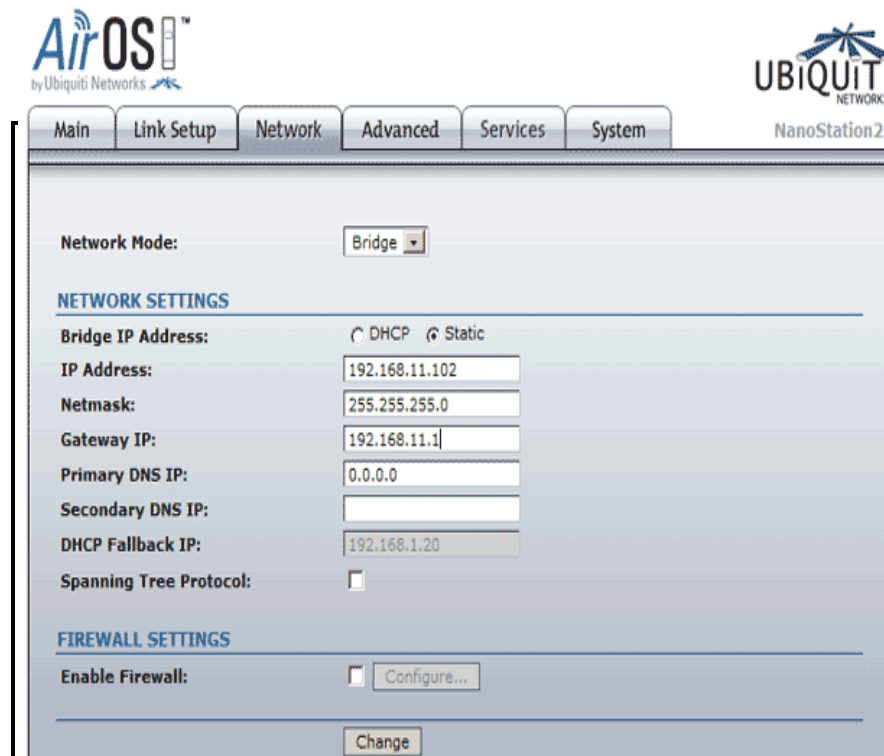 AirOS™
by Ubiquiti Networks
UBIQUITI
NETWORKS
Main Link Setup Network Advanced Services System NanoStation2
Network Mode: Bridge
NETWORK SETTINGS
Bridge IP Address: DHCP Static
IP Address: 192.168.11.102
Netmask: 255.255.255.0
Gateway IP: 192.168.11.1
Primary DNS IP: 0.0.0.0
Secondary DNS IP:
DHCP Fallback IP: 192.168.1.20
Spanning Tree Protocol:
FIREWALL SETTINGS
Enable Firewall: Configure...
Change